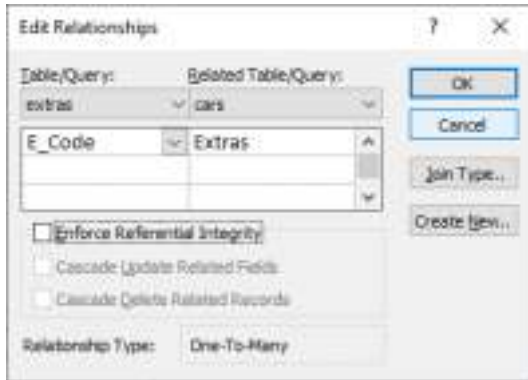 Edit Relationships ? ×
Table/Query: Related Table/Query:
extras cars
E_Code Extras
Enforce Referential Integrity
Cascade Update Related Fields
Cascade Delete Related Records
Relationship Type: One-To-Many
OK
Cancel
Join Type..
Create New..